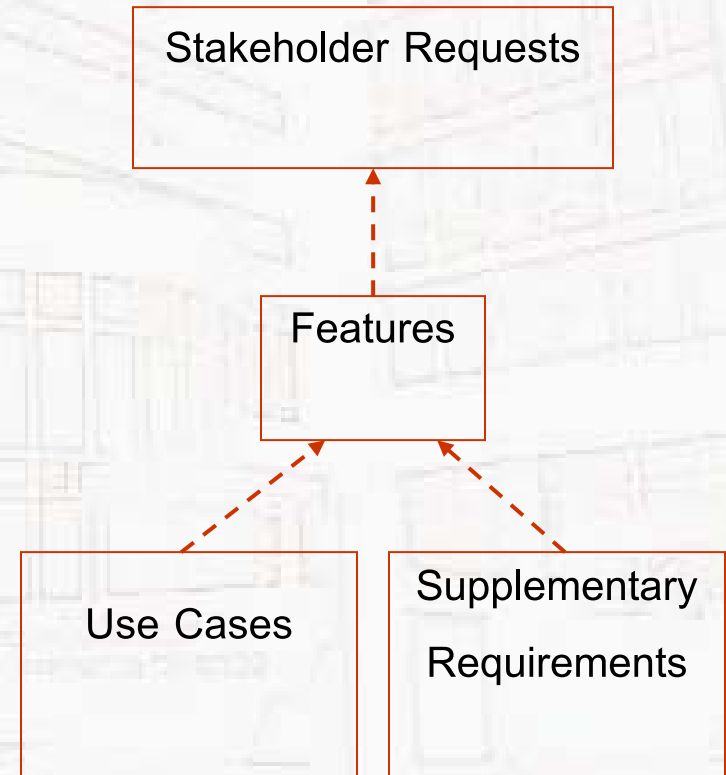 Stakeholder Requests
Features
Use Cases
Supplementary
Requirements